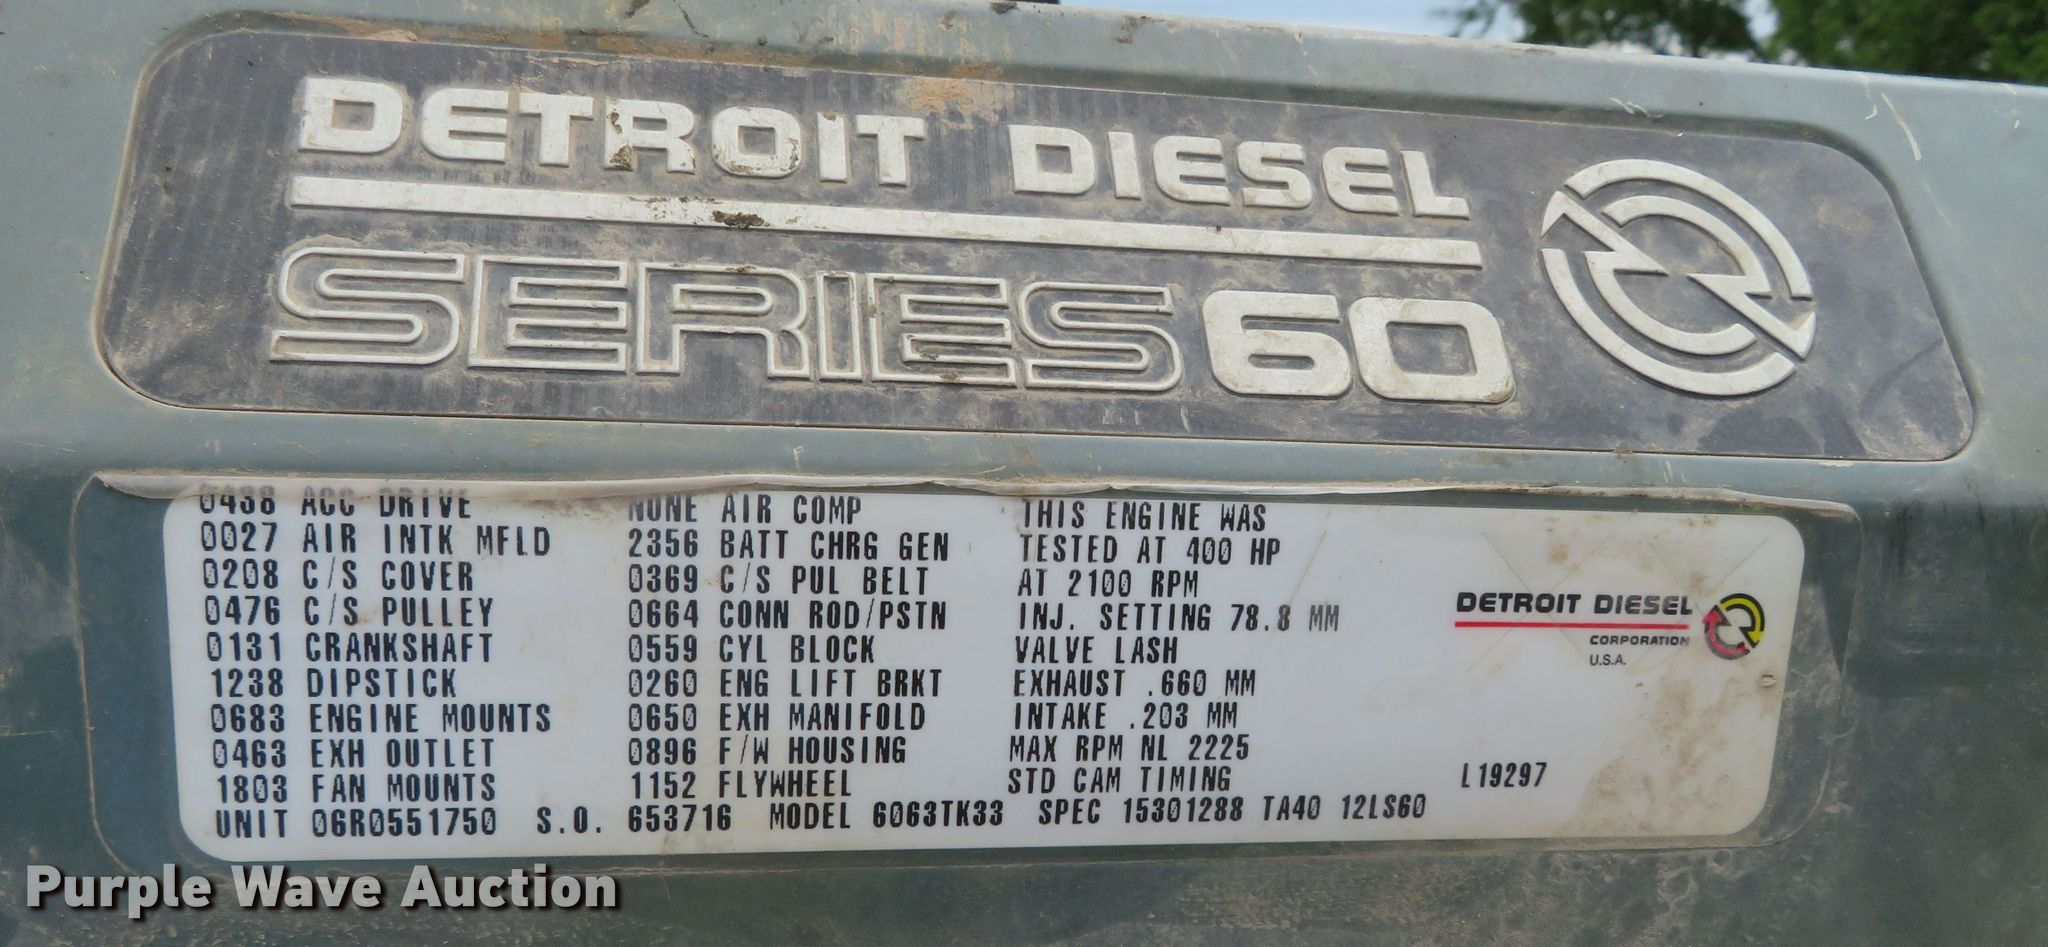 DETROIT DIESEL
SERIES 60
0438 ACC DRIVE NONE AIR COMP THIS ENGINE WAS
0027 AIR INTK MFLD 2356 BATT CHRG GEN TESTED AT 400 HP
0208 C/S COVER 0369 C/S PUL BELT AT 2100 RPM
0476 C/S PULLEY 0664 CONN ROD/PSTN INJ. SETTING 78.8 MM
0131 CRANKSHAFT 0559 CYL BLOCK VALVE LASH
1238 DIPSTICK 0260 ENG LIFT BRKT EXHAUST .660 MM
0683 ENGINE MOUNTS 0650 EXH MANIFOLD INTAKE .203 MM
0463 EXH OUTLET 0896 F/W HOUSING MAX RPM NL 2225
1803 FAN MOUNTS 1152 FLYWHEEL STD CAM TIMING L19297
UNIT 06R0551750 S.O. 653716 MODEL 6063TK33 SPEC 15301288 TA40 12LS60
DETROIT DIESEL
CORPORATION
U.S.A.
Purple Wave Auction